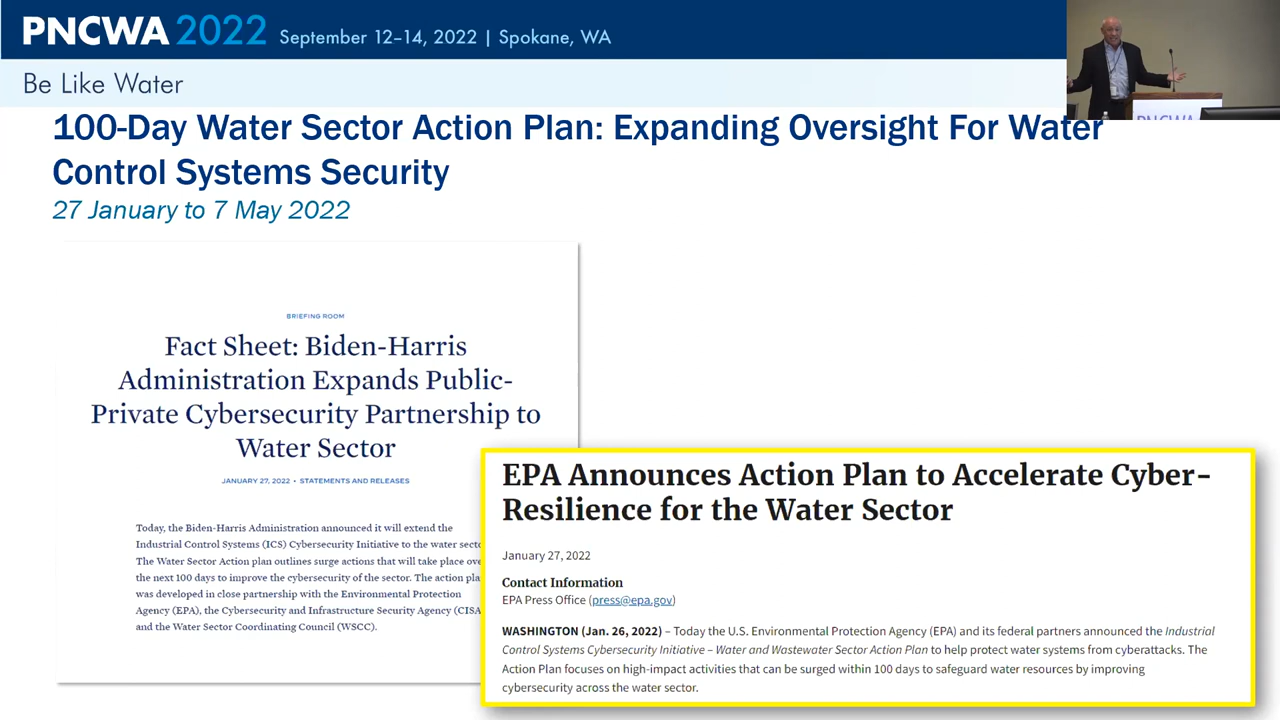 PNCWA 2022 September 12–14, 2022 | Spokane, WA
Be Like Water
PNCWA
100-Day Water Sector Action Plan: Expanding Oversight For Water
Control Systems Security
27 January to 7 May 2022
BRIEFING ROOM
Fact Sheet: Biden-Harris
Administration Expands Public-
Private Cybersecurity Partnership to
Water Sector
JANUARY 27, 2022 • STATEMENTS AND RELEASES
Today, the Biden-Harris Administration announced it will extend the
Industrial Control Systems (ICS) Cybersecurity Initiative to the water secto
The Water Sector Action plan outlines surge actions that will take place ove
the next 100 days to improve the cybersecurity of the sector. The action pla
was developed in close partnership with the Environmental Protection
Agency (EPA), the Cybersecurity and Infrastructure Security Agency (CISA
and the Water Sector Coordinating Council (WSCC).
EPA Announces Action Plan to Accelerate Cyber-
Resilience for the Water Sector
January 27, 2022
Contact Information
EPA Press Office (press@epa.gov)
WASHINGTON (Jan. 26, 2022) – Today the U.S. Environmental Protection Agency (EPA) and its federal partners announced the Industrial
Control Systems Cybersecurity Initiative – Water and Wastewater Sector Action Plan to help protect water systems from cyberattacks. The
Action Plan focuses on high-impact activities that can be surged within 100 days to safeguard water resources by improving
cybersecurity across the water sector.